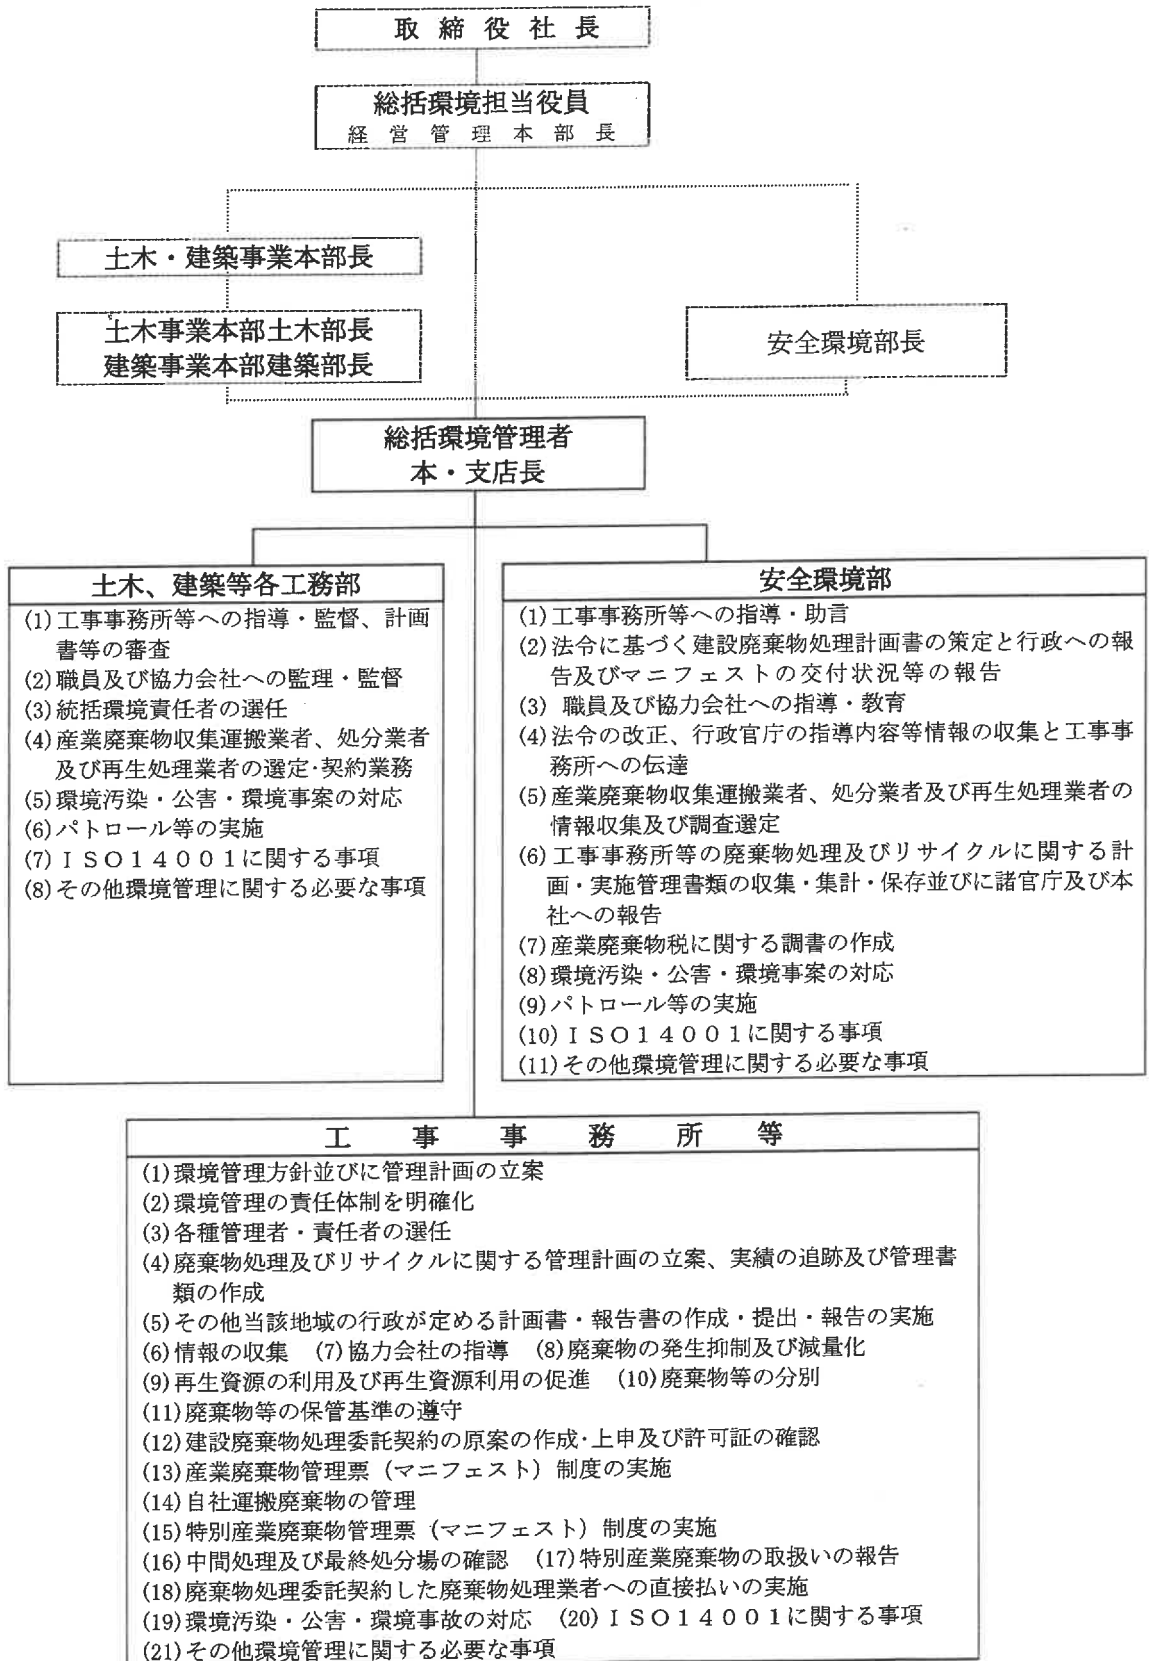 取締役社長
総括環境担当役員
経営管理本部長
土木・建築事業本部長
土木事業本部土木部長
建築事業本部建築部長
安全環境部長
総括環境管理者
本・支店長
土木、建築等各工務部
(1)工事事務所等への指導・監督、計画
書等の審査
(2)職員及び協力会社への監理・監督
(3)統括環境責任者の選任
(4)産業廃棄物収集運搬業者、処分業者
及び再生処理業者の選定・契約業務
(5)環境汚染・公害・環境事案の対応
(6)パトロール等の実施
(7)ISO14001に関する事項
(8)その他環境管理に関する必要な事項
安全環境部
(1)工事事務所等への指導・助言
(2)法令に基づく建設廃棄物処理計画書の策定と行政への報
告及びマニフェストの交付状況等の報告
(3) 職員及び協力会社への指導・教育
(4)法令の改正、行政官庁の指導内容等情報の収集と工事事
務所への伝達
(5)産業廃棄物収集運搬業者、処分業者及び再生処理業者の
情報収集及び調査選定
(6)工事事務所等の廃棄物処理及びリサイクルに関する計
画・実施管理書類の収集・集計・保存並びに諸官庁及び本
社への報告
(7)産業廃棄物税に関する調書の作成
(8)環境汚染・公害・環境事案の対応
(9)パトロール等の実施
(10)ISO14001に関する事項
(11)その他環境管理に関する必要な事項
工事事務所等
(1)環境管理方針並びに管理計画の立案
(2)環境管理の責任体制を明確化
(3)各種管理者・責任者の選任
(4)廃棄物処理及びリサイクルに関する管理計画の立案、実績の追跡及び管理書
類の作成
(5)その他当該地域の行政が定める計画書・報告書の作成・提出・報告の実施
(6)情報の収集 (7)協力会社の指導 (8)廃棄物の発生抑制及び減量化
(9)再生資源の利用及び再生資源利用の促進 (10)廃棄物等の分別
(11)廃棄物等の保管基準の遵守
(12)建設廃棄物処理委託契約の原案の作成・上申及び許可証の確認
(13)産業廃棄物管理票（マニフェスト）制度の実施
(14)自社運搬廃棄物の管理
(15)特別産業廃棄物管理票（マニフェスト）制度の実施
(16)中間処理及び最終処分場の確認 (17)特別産業廃棄物の取扱いの報告
(18)廃棄物処理委託契約した廃棄物処理業者への直接払いの実施
(19)環境汚染・公害・環境事故の対応 (20)ISO14001に関する事項
(21)その他環境管理に関する必要な事項